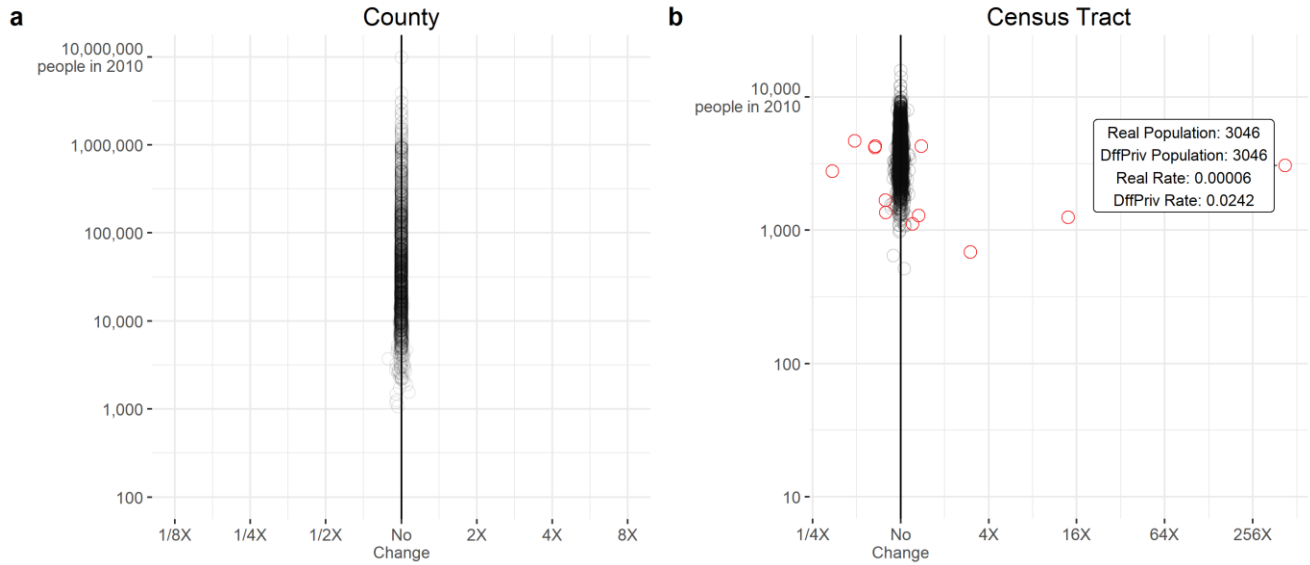 a
County
10,000,000
people in 2010
1,000,000
100,000
10,000
1,000
100
1/8X
1/4X
1/2X
No
Change
2X
4X
8X
b
Census Tract
10,000
people in 2010
1,000
100
10
Real Population: 3046
DffPriv Population: 3046
Real Rate: 0.00006
DffPriv Rate: 0.0242
1/4X
No
Change
4X
16X
64X
256X